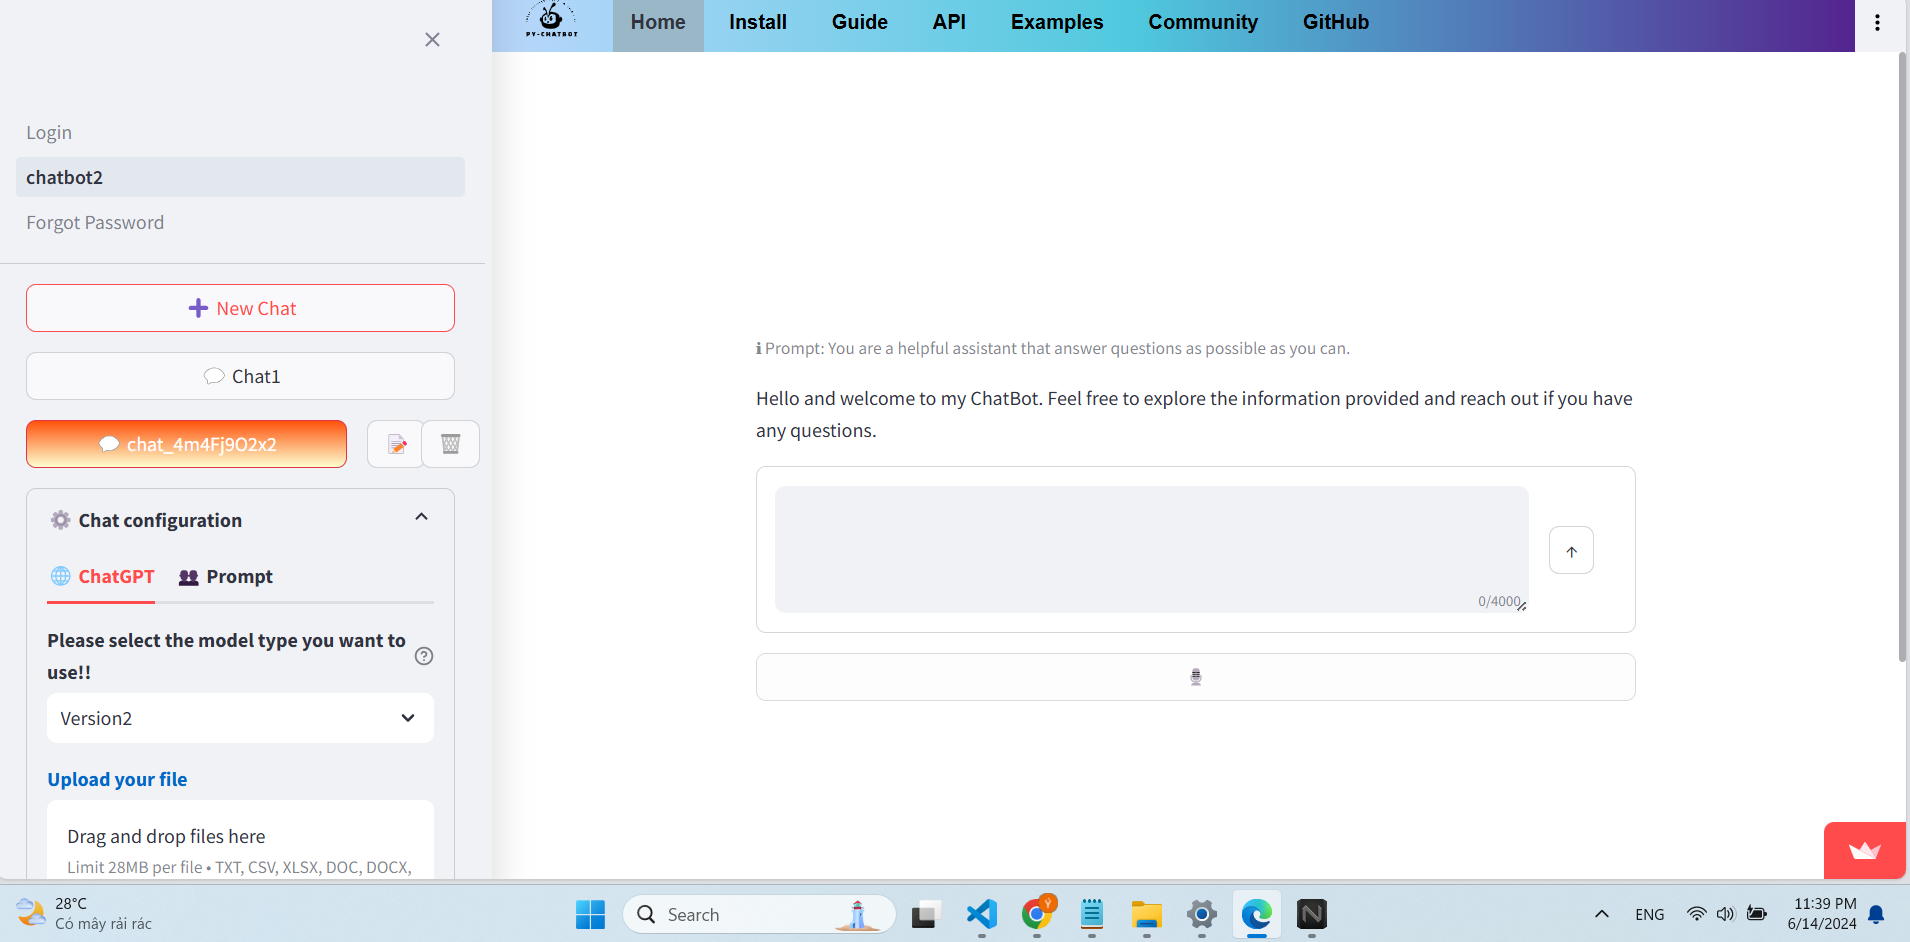 PY-CHATBOT
Home
Install
Guide
API
Examples
Community
GitHub
Login
chatbot2
Forgot Password
New Chat
Chat1
chat_4m4Fj9O2x2
Chat configuration
ChatGPT
Prompt
Please select the model type you want to
use!!
Version2
Upload your file
Drag and drop files here
Limit 28MB per file • TXT, CSV, XLSX, DOC, DOCX,
ℹ Prompt: You are a helpful assistant that answer questions as possible as you can.
Hello and welcome to my ChatBot. Feel free to explore the information provided and reach out if you have
any questions.
0/4000
28°C
Có mây rải rác
Search
ENG
11:39 PM
6/14/2024